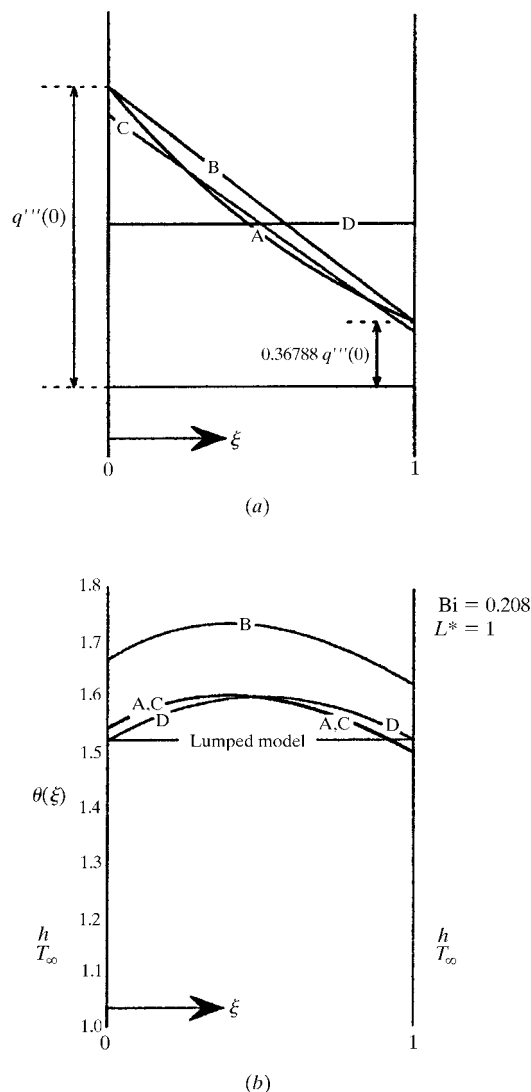 C
B
q'''(0)
D
A
0.36788 q'''(0)
ξ
0
1
(a)
1.8
Bi = 0.208
L* = 1
1.7
B
1.6
A,C
D
A,C
D
1.5
Lumped model
θ(ξ)
1.4
1.3
1.2
h
T∞
h
T∞
1.1
1.0
ξ
0
1
(b)